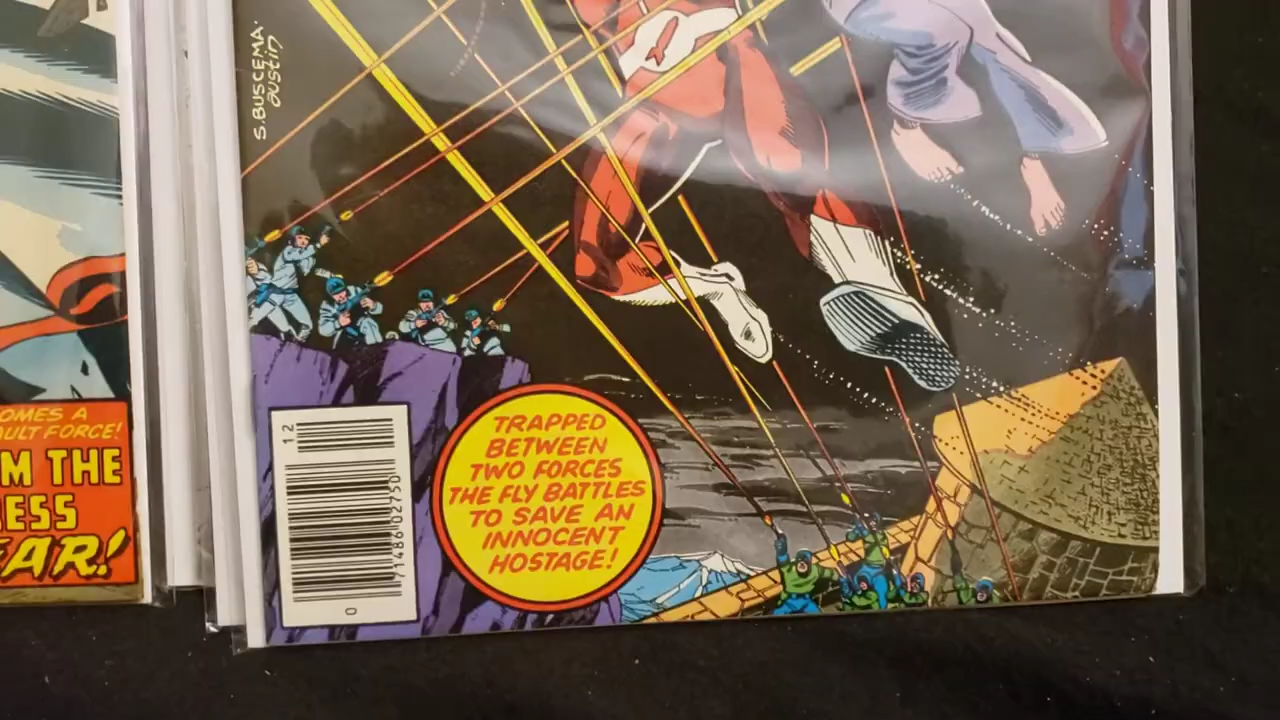 S. BUSCEMA.
austin
OMES A
AULT FORCE!
M THE
ESS
EAR!
12
71486 02750
0
TRAPPED
BETWEEN
TWO FORCES
THE FLY BATTLES
TO SAVE AN
INNOCENT
HOSTAGE!